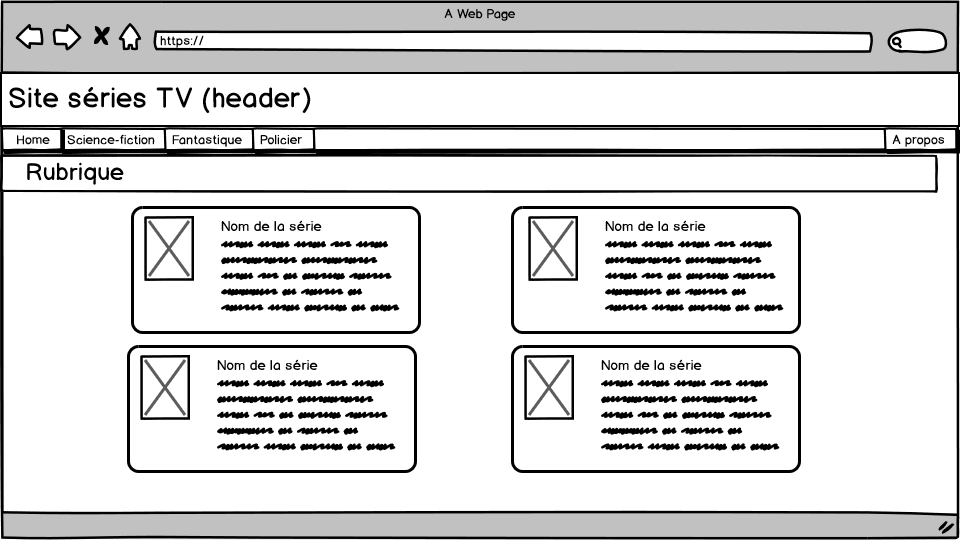 A Web Page
https://
Site séries TV (header)
Home Science-fiction Fantastique Policier A propos
Rubrique
Nom de la série Nom de la série
Nom de la série Nom de la série